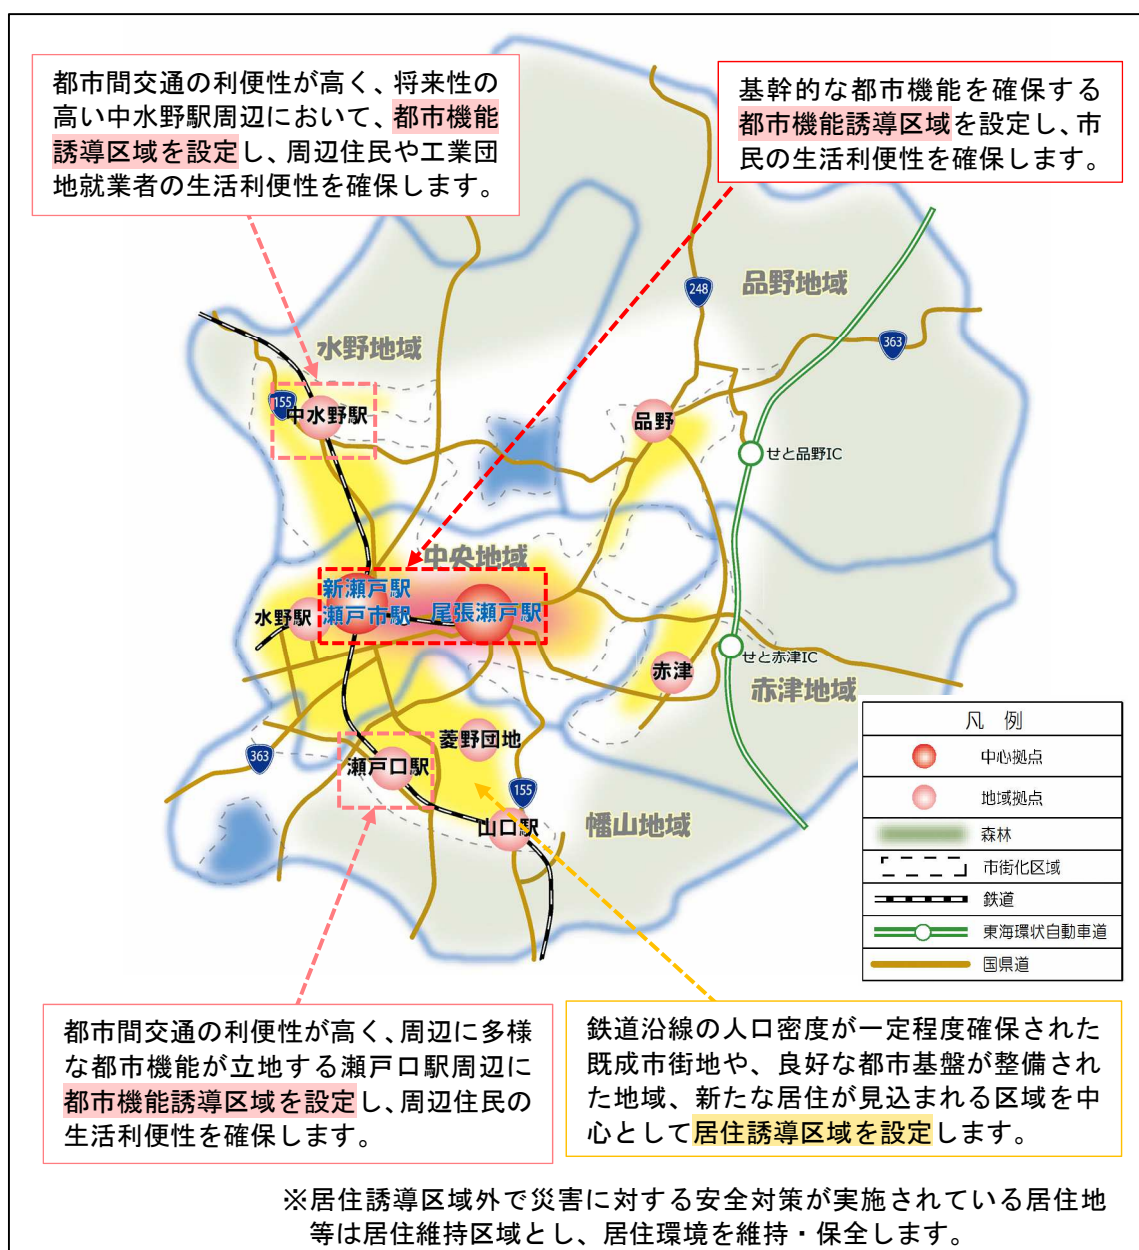 都市間交通の利便性が高く、将来性の
高い中水野駅周辺において、都市機能
誘導区域を設定し、周辺住民や工業団
地就業者の生活利便性を確保します。
基幹的な都市機能を確保する
都市機能誘導区域を設定し、市
民の生活利便性を確保します。
248
品野地域
363
水野地域
155
中水野駅
品野
せと品野IC
中央地域
新瀬戸駅
瀬戸市駅
尾張瀬戸駅
水野駅
せと赤津IC
赤津
赤津地域
菱野団地
363
瀬戸口駅
155
山口駅
幡山地域
凡 例
中心拠点
地域拠点
森林
市街化区域
鉄道
東海環状自動車道
国県道
都市間交通の利便性が高く、周辺に多様
な都市機能が立地する瀬戸口駅周辺に
都市機能誘導区域を設定し、周辺住民の
生活利便性を確保します。
鉄道沿線の人口密度が一定程度確保された
既成市街地や、良好な都市基盤が整備され
た地域、新たな居住が見込まれる区域を中
心として居住誘導区域を設定します。
※居住誘導区域外で災害に対する安全対策が実施されている居住地
等は居住維持区域とし、居住環境を維持・保全します。